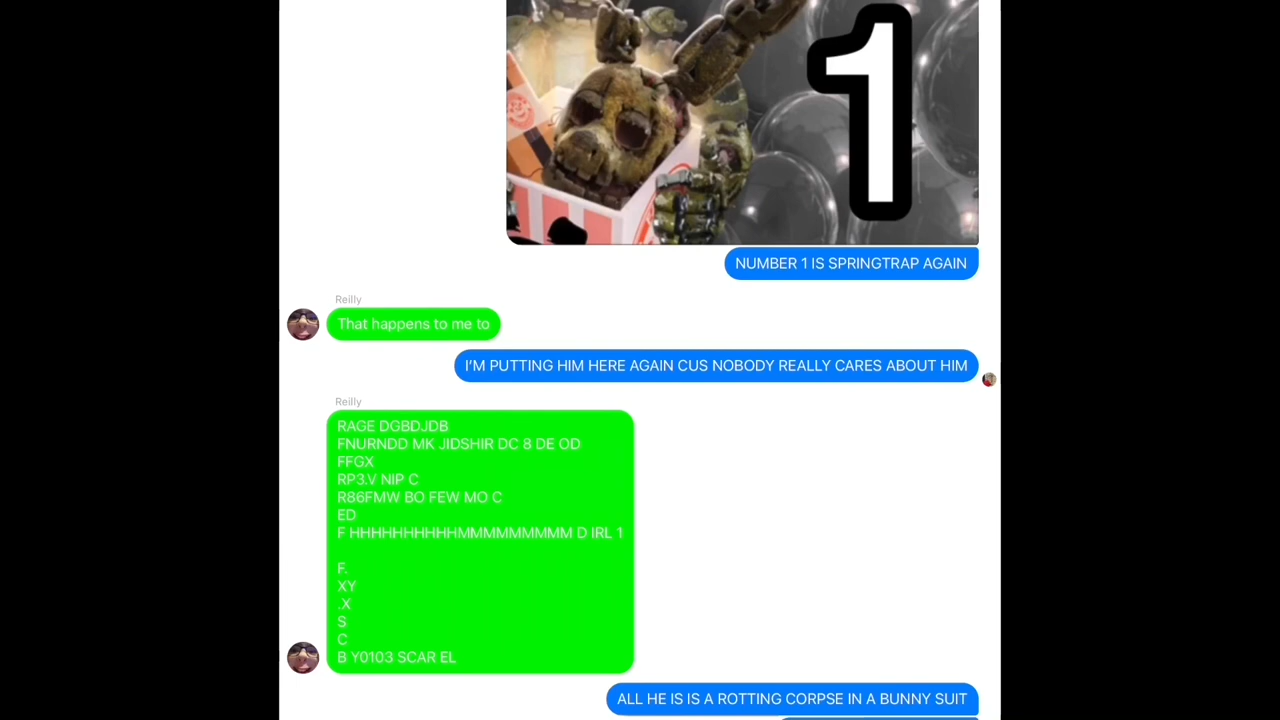 1
NUMBER 1 IS SPRINGTRAP AGAIN
Reilly
That happens to me to
I'M PUTTING HIM HERE AGAIN CUS NOBODY REALLY CARES ABOUT HIM
Reilly
RAGE DGBDJDB
FNURNDD MK JIDSHIR DC 8 DE OD
FFGX
RP3.V NIP C
R86FMW BO FEW MO C
ED
F HHHHHHHHHHMMMMMMMMM D IRL 1
F.
XY
.X
S
C
B Y0103 SCAR EL
ALL HE IS IS A ROTTING CORPSE IN A BUNNY SUIT